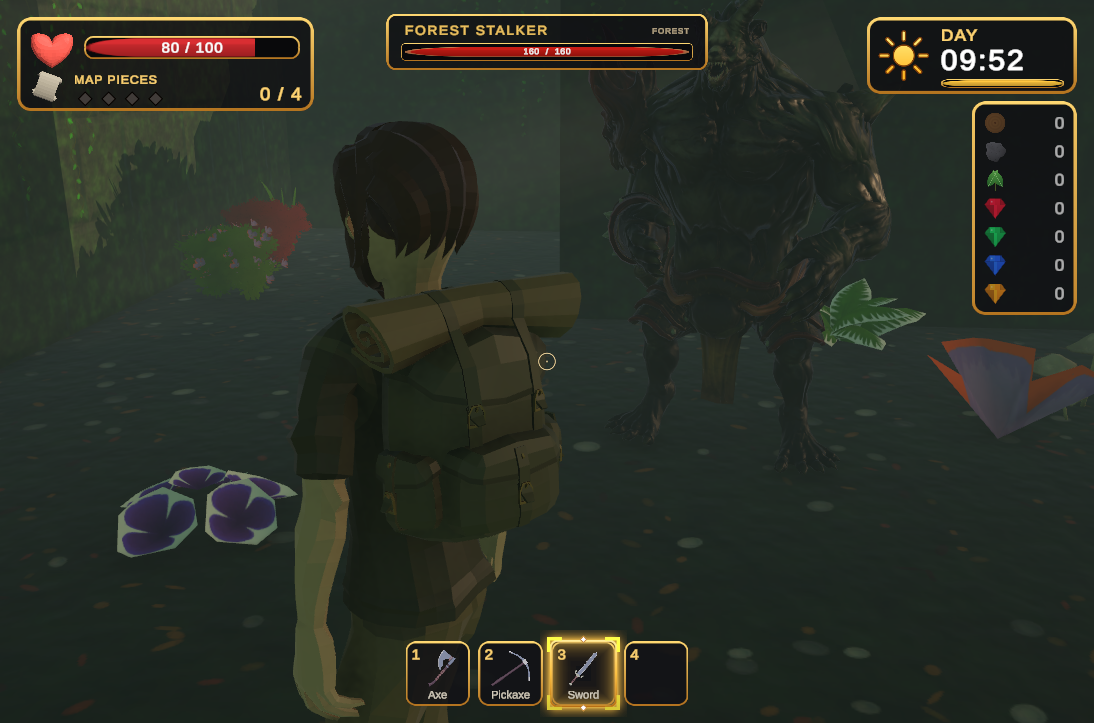 80 / 100
MAP PIECES
0 / 4
FOREST STALKER FOREST
160 / 160
DAY
09:52
0
0
0
0
0
0
0
1 Axe
2 Pickaxe
3 Sword
4